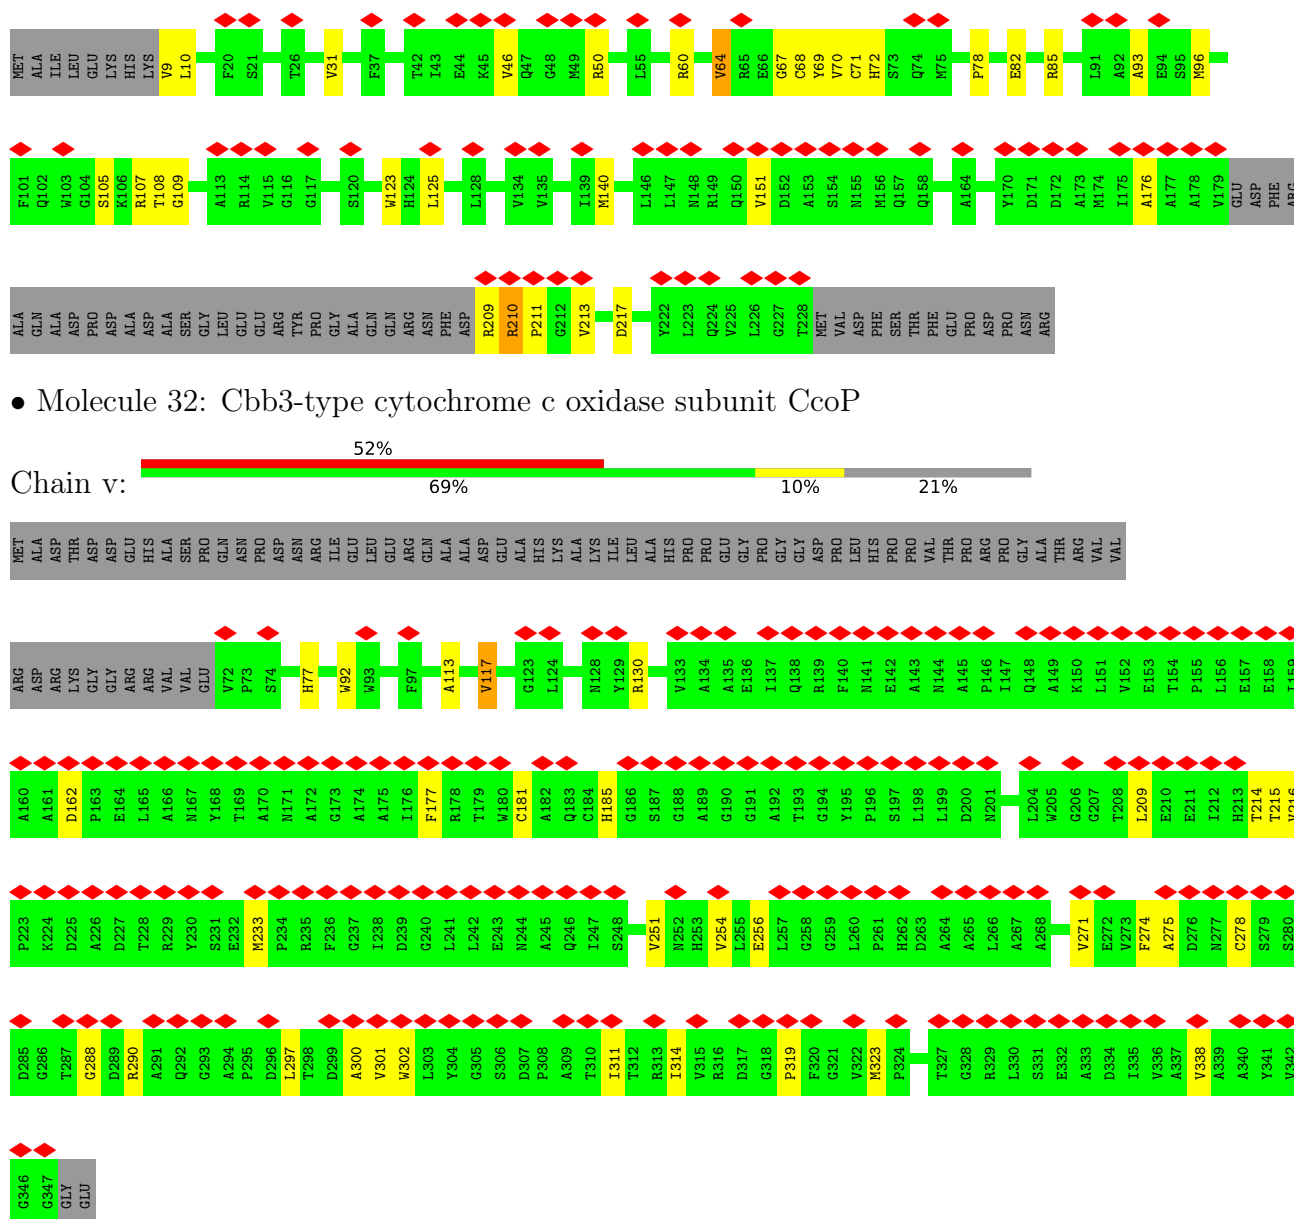 MET ALA ILE LEU GLU LYS HIS LYS V9 L10 F20 S21 T26 V31 F37 T42 I43 E44 K45 V46 Q47 G48 M49 R50 L55 R60 V64 R65 E66 G67 C68 Y69 V70 C71 H72 S73 Q74 M75 P78 E82 R85 L91 A92 A93 E94 S95 M96
F101 Q102 W103 G104 S105 K106 R107 T108 G109 A113 R114 V115 G116 G117 S120 W123 H124 L125 L128 V134 V135 I139 M140 L146 L147 N148 R149 Q150 V151 D152 A153 S154 N155 M156 Q157 Q158 A164 Y170 D171 D172 A173 M174 I175 A176 A177 A178 V179 GLU ASP PHE ARG
ALA GLN ALA ASP PRO ASP ALA ASP ALA SER GLY LEU GLU GLU ARG TYR PRO GLY ALA GLN GLN ARG ASN PHE ASP R209 R210 P211 G212 V213 D217 Y222 L223 Q224 V225 L226 G227 T228 MET VAL ASP PHE SER THR PHE GLU PRO ASP PRO ASN ARG
• Molecule 32: Cbb3-type cytochrome c oxidase subunit CcoP
52%
Chain v:
69% 10% 21%
MET ALA ASP THR ASP ASP GLU HIS ALA SER PRO GLN ASN PRO ASP ASN ARG ILE GLU LEU GLU ARG GLN ALA ALA ASP GLU ALA HIS LYS ALA LYS ILE LEU ALA HIS PRO PRO GLU GLY PRO GLY GLY ASP PRO LEU HIS PRO PRO VAL THR PRO ARG PRO GLY ALA THR ARG VAL VAL
ARG ASP ARG LYS GLY GLY ARG ARG VAL VAL GLU V72 P73 S74 H77 W92 W93 F97 A113 V117 G123 L124 N128 Y129 R130 V133 A134 A135 E136 I137 Q138 R139 F140 N141 E142 A143 N144 A145 P146 I147 Q148 A149 K150 L151 V152 E153 T154 P155 L156 E157 E158 I159
A160 A161 D162 P163 E164 L165 A166 N167 Y168 T169 A170 N171 A172 G173 A174 A175 I176 F177 R178 T179 W180 C181 A182 Q183 C184 H185 G186 S187 G188 A189 G190 G191 A192 T193 G194 Y195 P196 S197 L198 L199 D200 N201 L204 W205 G206 G207 T208 L209 E210 E211 I212 H213 T214 T215 V216
P223 K224 D225 A226 D227 T228 R229 Y230 S231 E232 M233 P234 R235 F236 G237 I238 D239 G240 L241 L242 E243 N244 A245 Q246 I247 S248 V251 N252 H253 V254 L255 E256 L257 G258 G259 L260 P261 H262 D263 A264 A265 L266 A267 A268 V271 E272 V273 F274 A275 D276 N277 C278 S279 S280
D285 G286 T287 G288 D289 R290 A291 Q292 G293 A294 P295 D296 L297 T298 D299 A300 V301 W302 L303 Y304 G305 S306 D307 P308 A309 T310 I311 T312 R313 I314 V315 R316 D317 G318 P319 F320 G321 V322 M323 P324 T327 G328 R329 L330 S331 E332 A333 D334 I335 V336 A337 V338 A339 A340 Y341 V342
G346 G347 GLY GLU